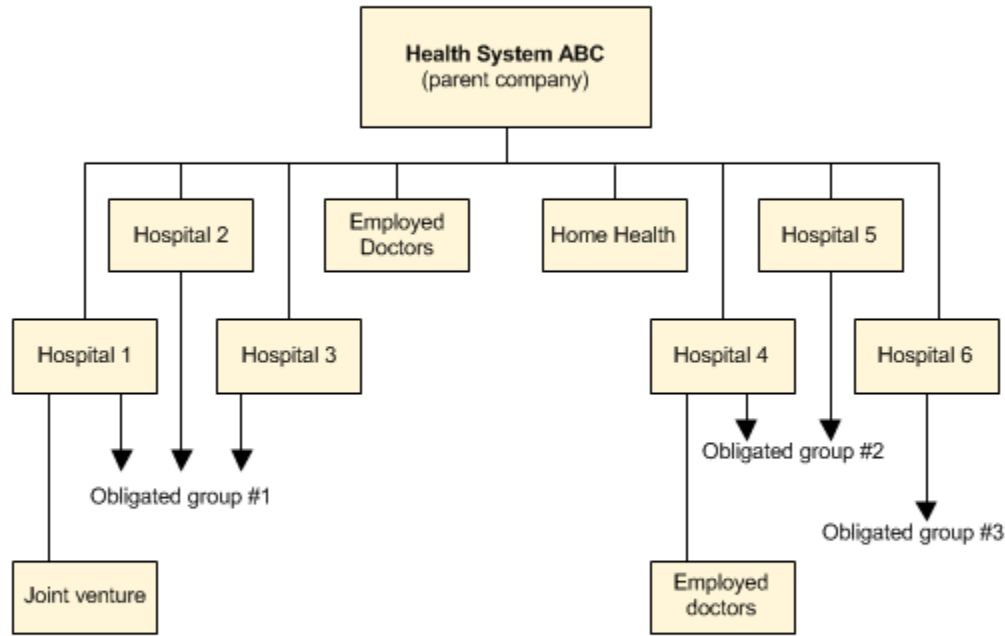 Health System ABC
(parent company)
Hospital 2
Employed
Doctors
Home Health
Hospital 5
Hospital 1
Hospital 3
Hospital 4
Hospital 6
Obligated group #2
Obligated group #1
Obligated group #3
Joint venture
Employed
doctors